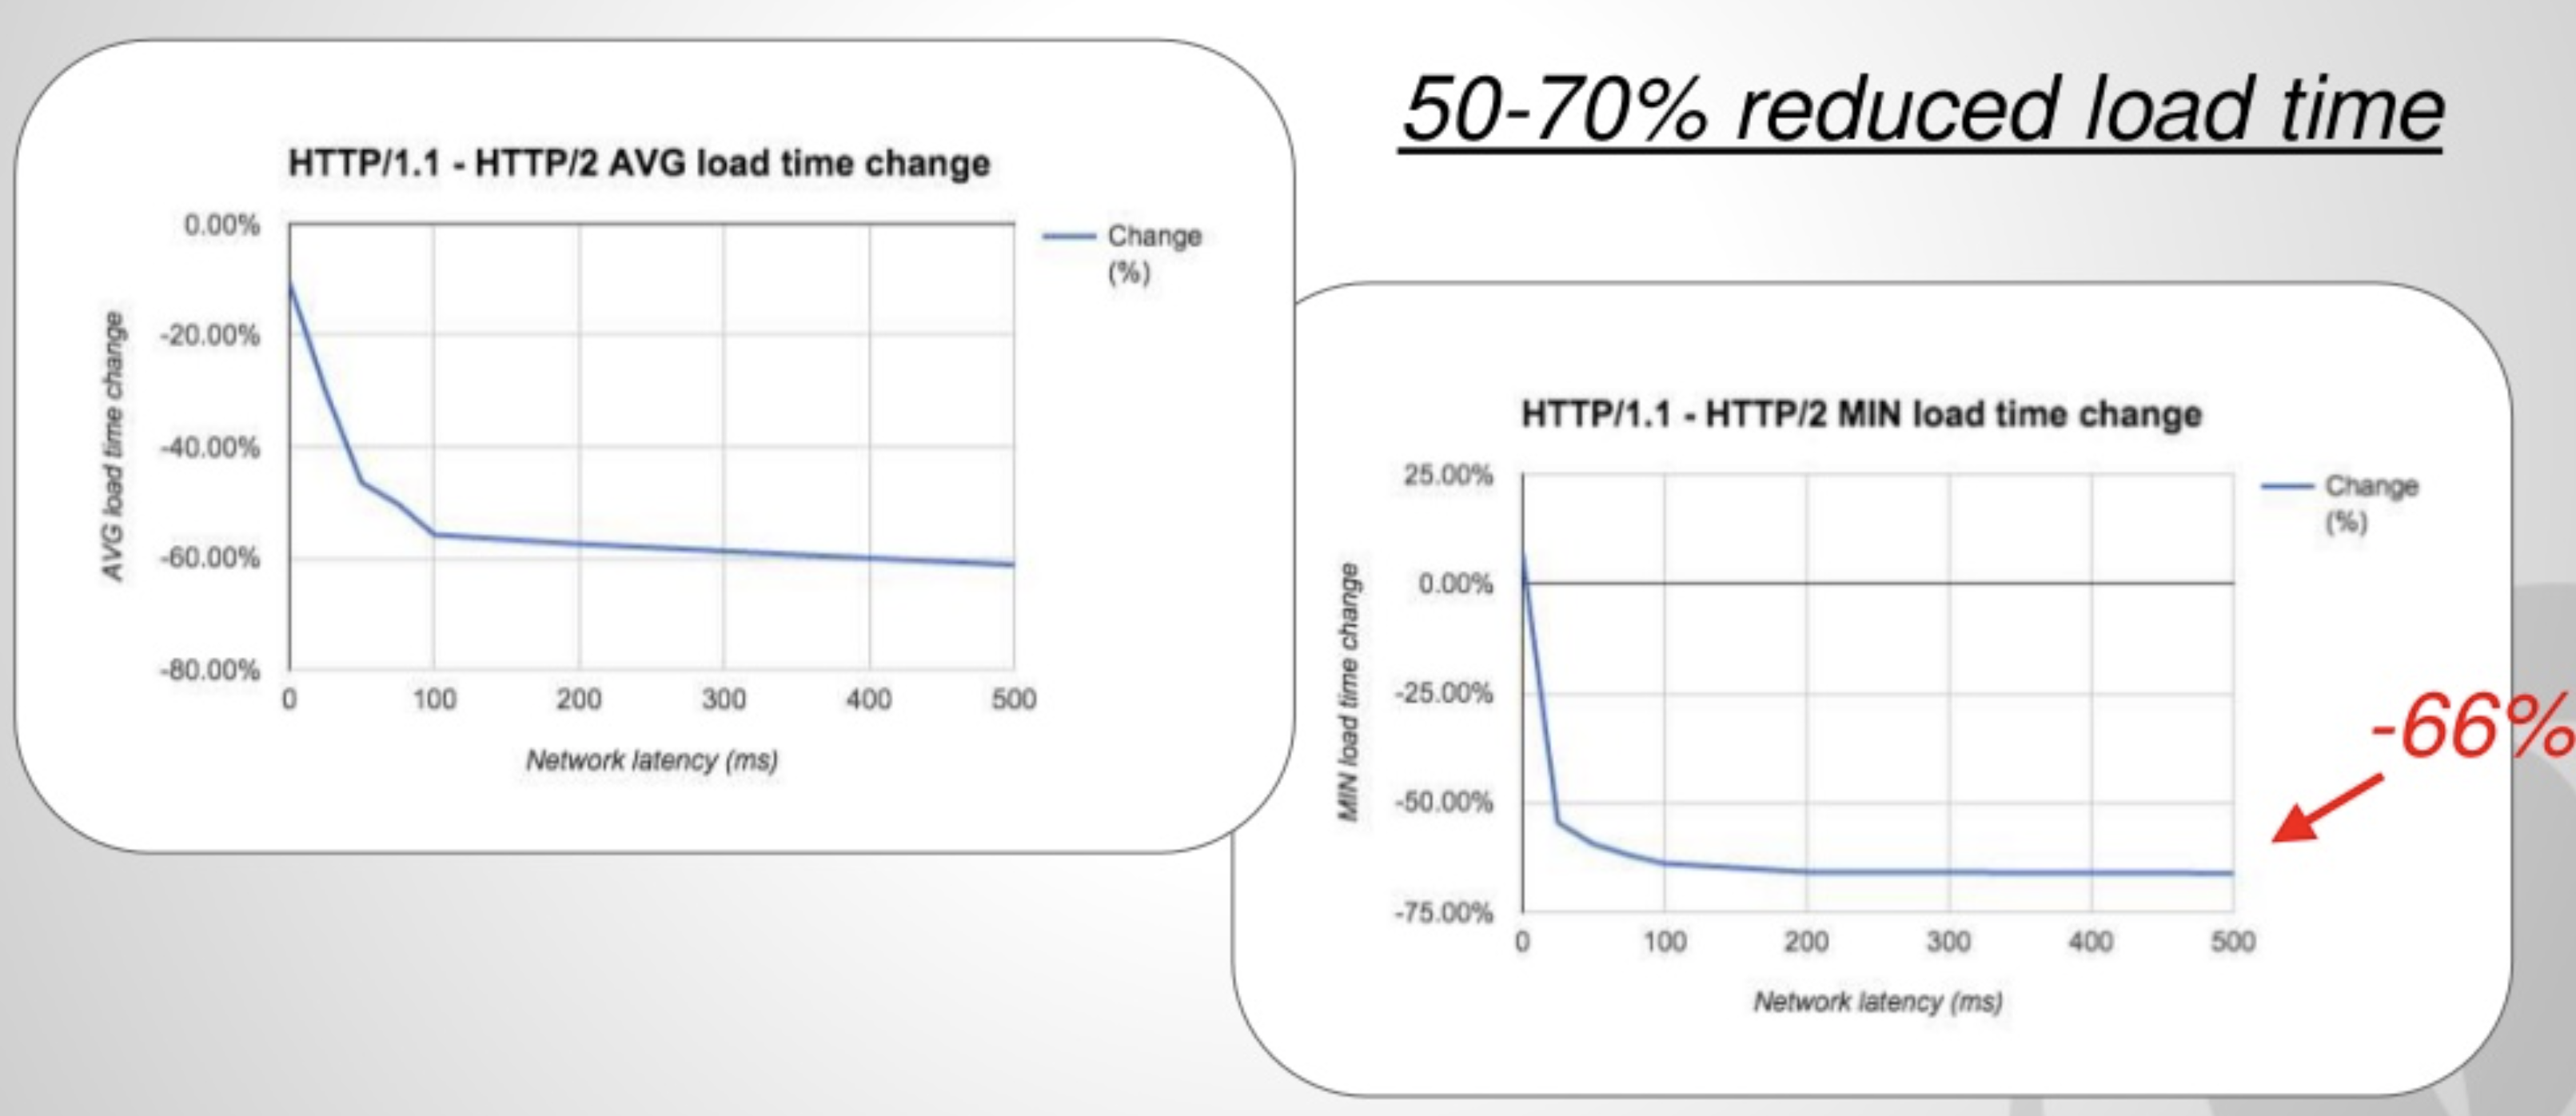 50-70% reduced load time
HTTP/1.1 - HTTP/2 AVG load time change
0.00%
-20.00%
-40.00%
-60.00%
-80.00%
AVG load time change
0 100 200 300 400 500
Network latency (ms)
Change
(%)
HTTP/1.1 - HTTP/2 MIN load time change
25.00%
0.00%
-25.00%
-50.00%
-75.00%
MIN load time change
0 100 200 300 400 500
Network latency (ms)
Change
(%)
-66%